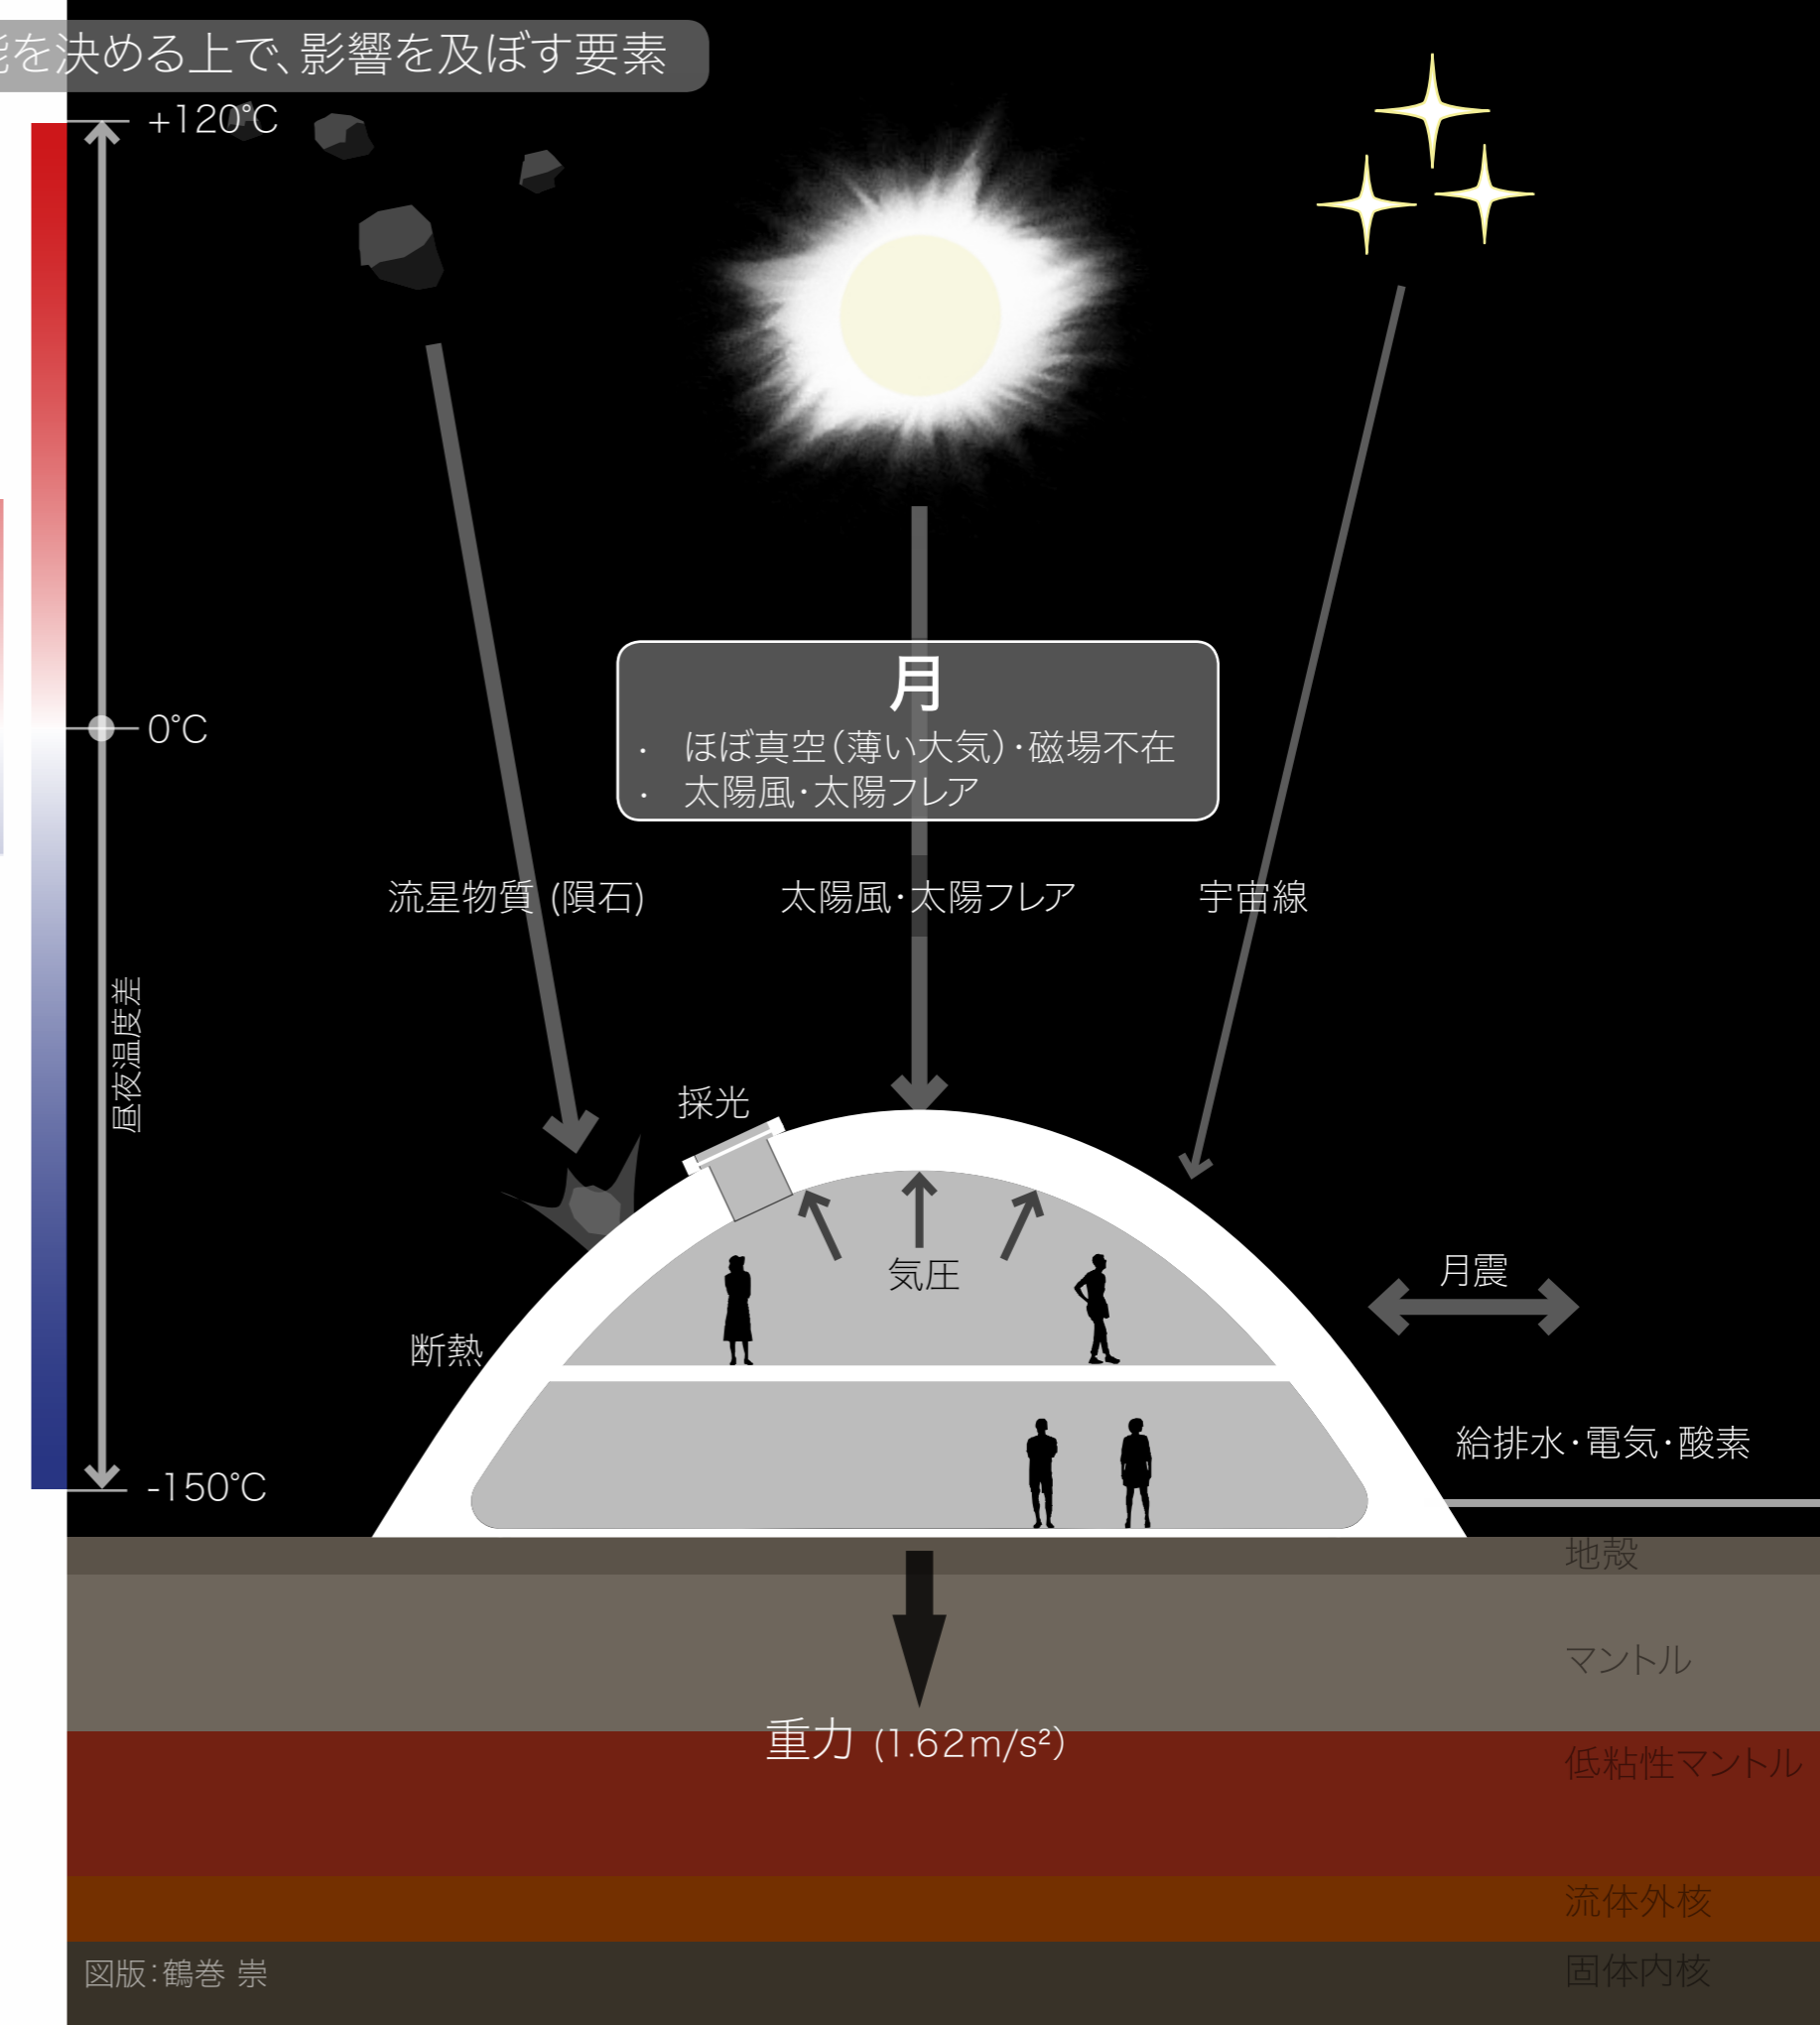 を決める上で、影響を及ぼす要素
+120°C
0°C
昼夜温度差
-150°C
月
・ ほぼ真空(薄い大気)・磁場不在
・ 太陽風・太陽フレア
流星物質 (隕石)
太陽風・太陽フレア
宇宙線
採光
気圧
断熱
月震
給排水・電気・酸素
地殻
マントル
重力 (1.62m/s²)
低粘性マントル
流体外核
固体内核
図版：鶴巻 崇